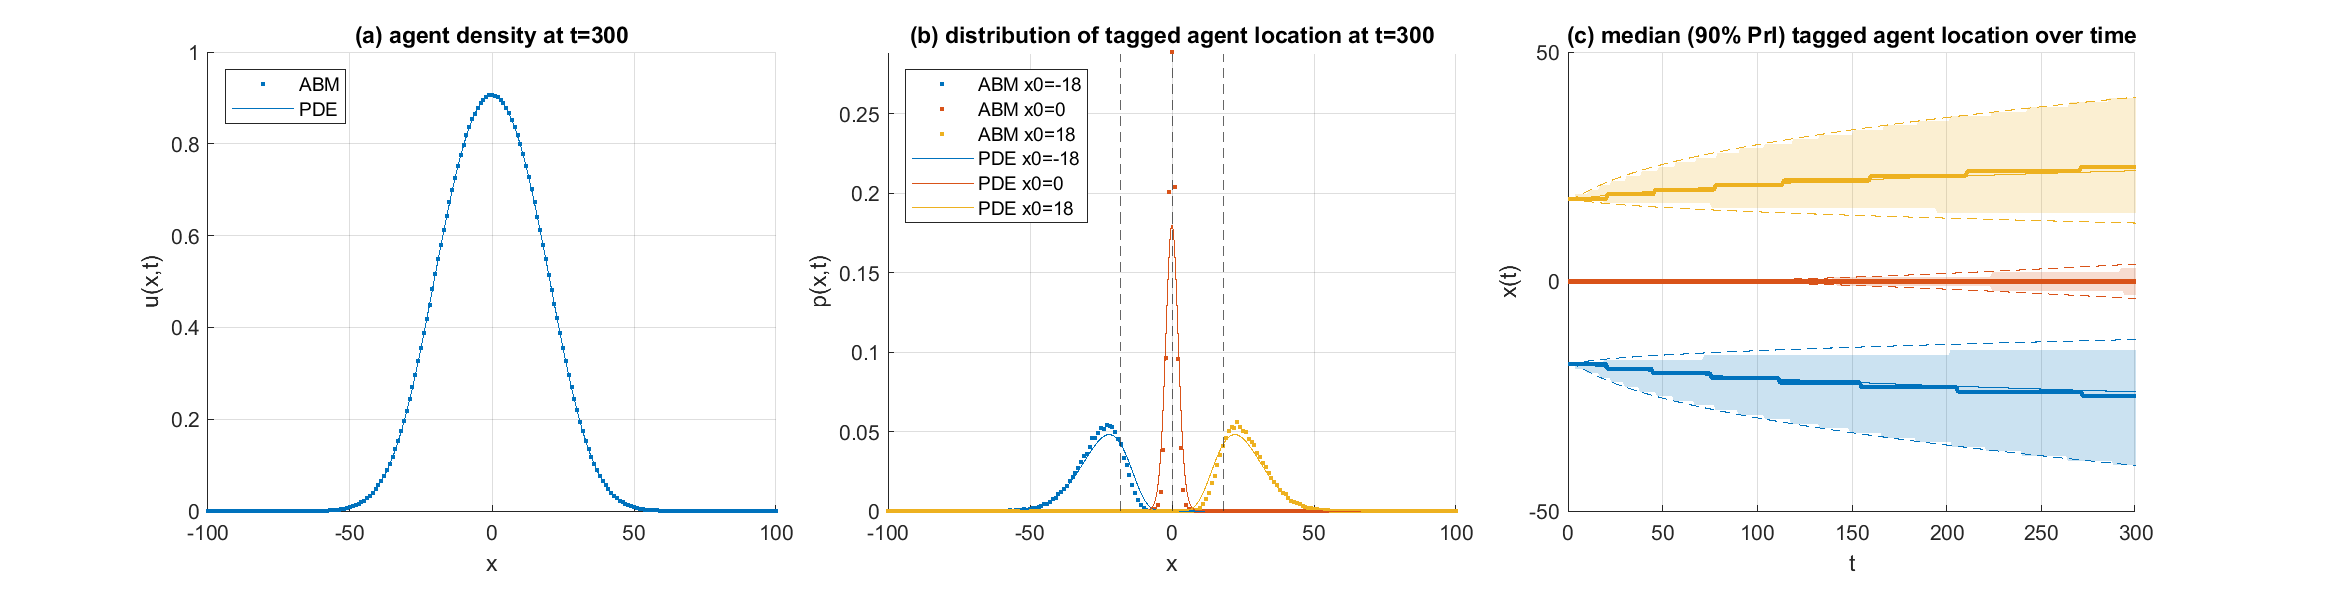 (a) agent density at t=300
1
0.8
0.6
0.4
0.2
0
u(x,t)
-100
-50
0
50
100
x
ABM
PDE
(b) distribution of tagged agent location at t=300
0.25
0.2
0.15
0.1
0.05
0
p(x,t)
-100
-50
0
50
100
x
ABM x0=-18
ABM x0=0
ABM x0=18
PDE x0=-18
PDE x0=0
PDE x0=18
(c) median (90% PrI) tagged agent location over time
50
0
-50
x(t)
0
50
100
150
200
250
300
t